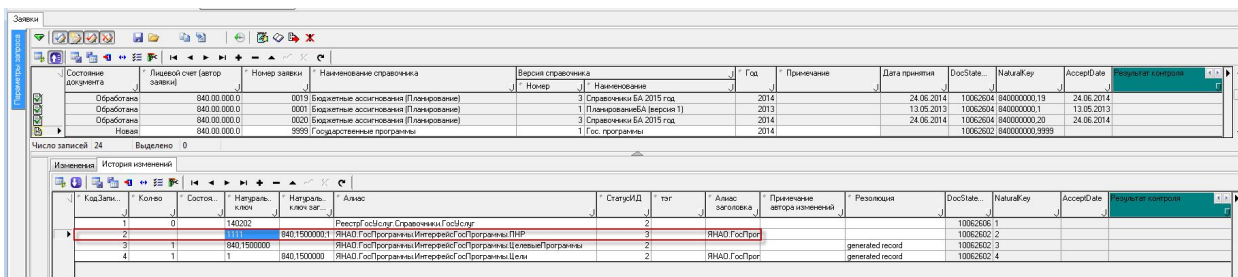 Заявки
Параметры запроса
Состояние документа Лицевой счет (автор заявки) Номер заявки Наименование справочника Версия справочника Год Примечание Дата принятия DocState... NaturalKey AcceptDate Результат контроля
Номер Наименование
Обработана 840.00.000.0 0019 Бюджетные ассигнования (Планирование) 3 Справочники БА 2015 год 2014 24.06.2014 10062604 840000000,19 24.06.2014
Обработана 840.00.000.0 0001 Бюджетные ассигнования (Планирование) 1 ПланированиеБА (версия 1) 2013 13.05.2013 10062604 840000000,1 13.05.2013
Обработана 840.00.000.0 0020 Бюджетные ассигнования (Планирование) 3 Справочники БА 2015 год 2014 24.06.2014 10062604 840000000,20 24.06.2014
Новая 840.00.000.0 9999 Государственные программы 1 Гос. программы 2014 10062602 840000000,9999
Число записей 24 Выделено 0
Изменения История изменений
КодЗапи... Кол-во Состоя... Натураль.. ключ Натураль.. ключ заг... Алиас СтатусИД тэг Алиас заголовка Примечание автора изменений Резолюция DocState... NaturalKey AcceptDate Результат контроля
1 0 140202 РеестрГосУслуг.Справочники.ГосУслуг 2 10062606 1
2 1111 840,1500000;1 ЯНАО.ГосПрограммы.ИнтерфейсГосПрограммы.ПНР 3 ЯНАО.ГосПрог 10062602 2
3 1 840,1500000 ЯНАО.ГосПрограммы.ИнтерфейсГосПрограммы.ЦелевыеПрограммы 2 generated record 10062602 3
4 1 1 840,1500000 ЯНАО.ГосПрограммы.ИнтерфейсГосПрограммы.Цели 2 ЯНАО.ГосПрог generated record 10062602 4